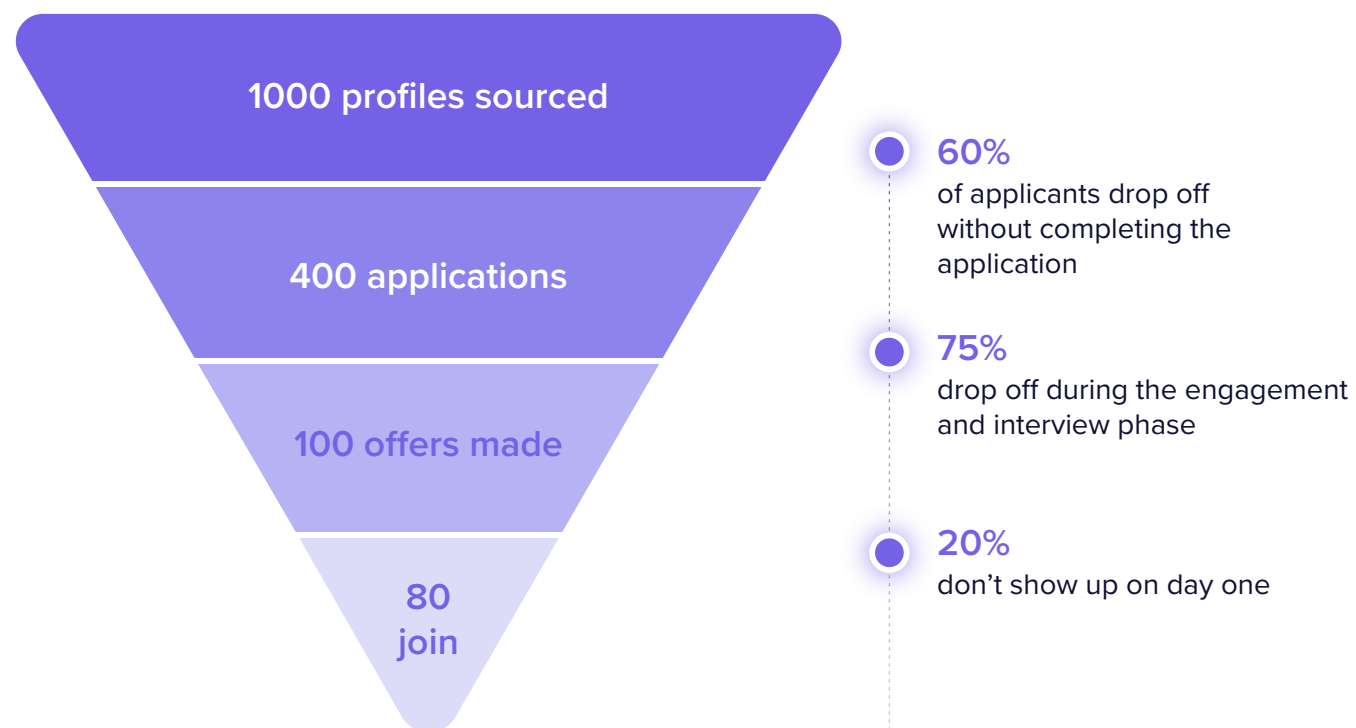 1000 profiles sourced
400 applications
100 offers made
80
join
60%
of applicants drop off
without completing the
application
75%
drop off during the engagement
and interview phase
20%
don’t show up on day one